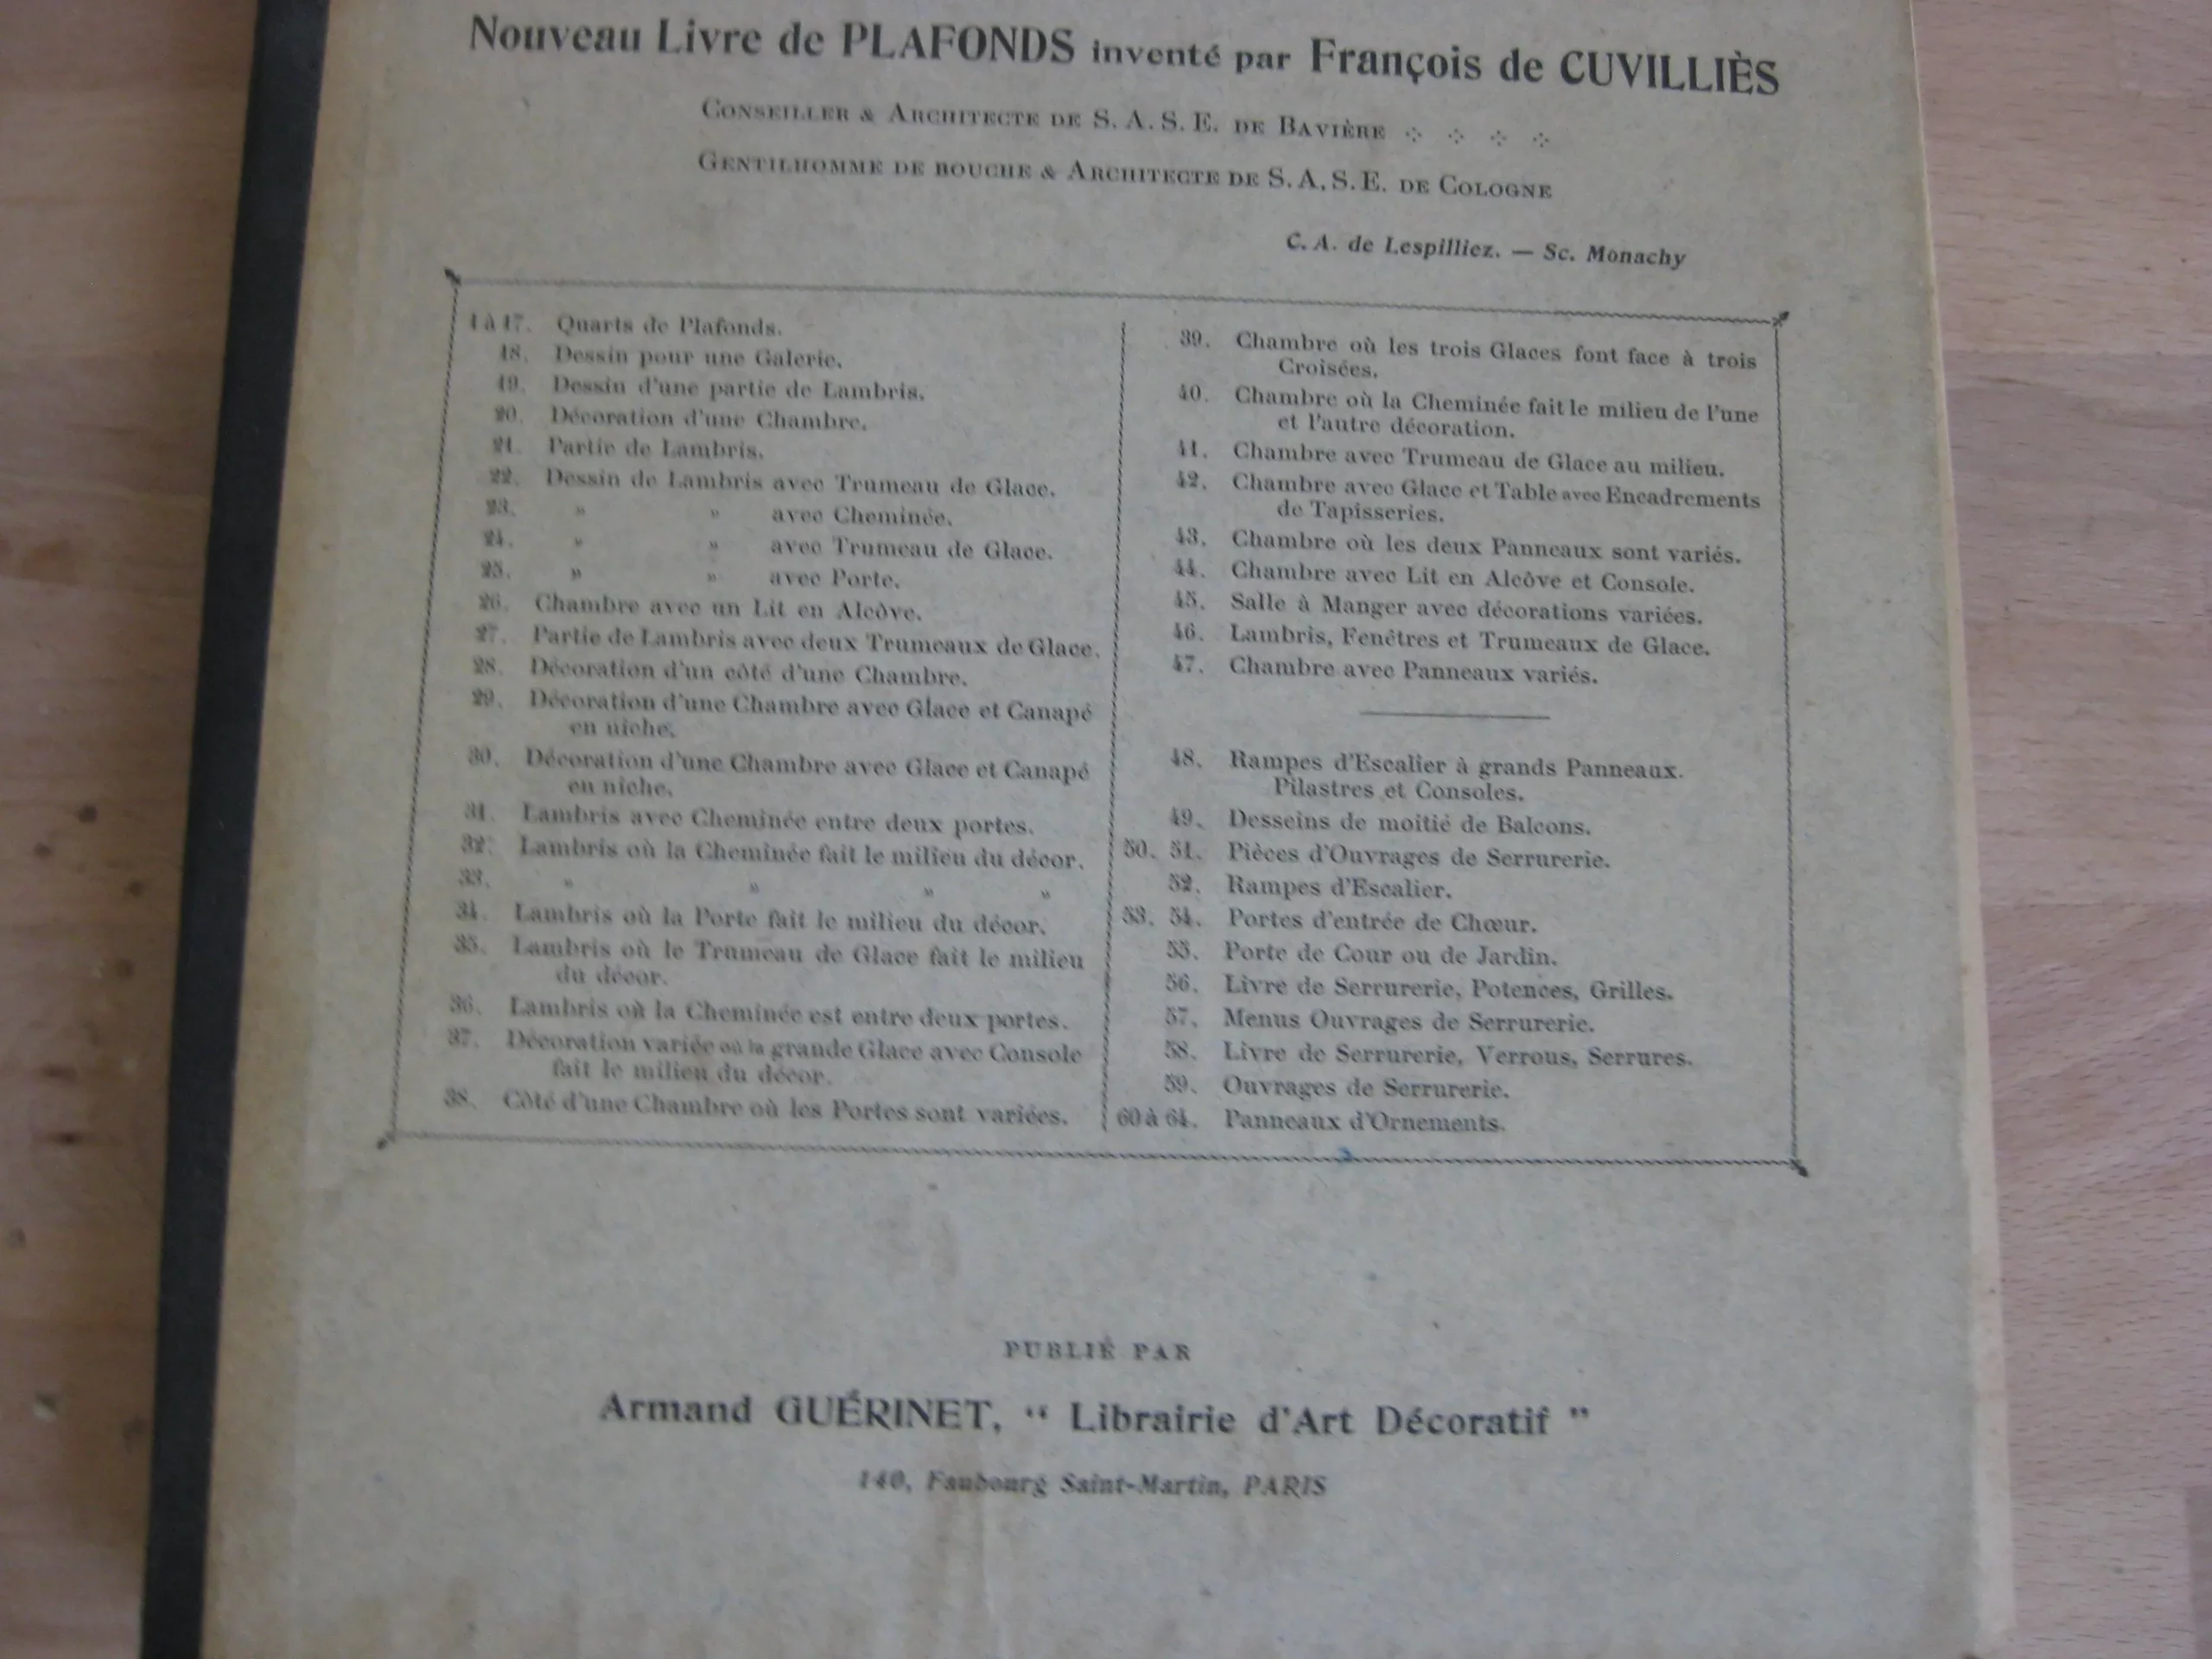 Nouveau Livre de PLAFONDS inventé par François de CUVILLIÈS
CONSEILLER & ARCHITECTE DE S. A. S. E. DE BAVIÈRE
GENTILHOMME DE BOUCHE & ARCHITECTE DE S. A. S. E. DE COLOGNE
C. A. de Lespilliez. — Sc. Monachy
1 à 17. Quarts de Plafonds.
18. Dessin pour une Galerie.
19. Dessin d'une partie de Lambris.
20. Décoration d'une Chambre.
21. Partie de Lambris.
22. Dessin de Lambris avec Trumeau de Glace.
23. » » avec Cheminée.
24. » » avec Trumeau de Glace.
25. » » avec Porte.
26. Chambre avec un Lit en Alcôve.
27. Partie de Lambris avec deux Trumeaux de Glace.
28. Décoration d'un côté d'une Chambre.
29. Décoration d'une Chambre avec Glace et Canapé
en niche.
30. Décoration d'une Chambre avec Glace et Canapé
en niche.
31. Lambris avec Cheminée entre deux portes.
32. Lambris où la Cheminée fait le milieu du décor.
33. » » » »
34. Lambris où la Porte fait le milieu du décor.
35. Lambris où le Trumeau de Glace fait le milieu
du décor.
36. Lambris où la Cheminée est entre deux portes.
37. Décoration variée où la grande Glace avec Console
fait le milieu du décor.
38. Côté d'une Chambre où les Portes sont variées.
39. Chambre où les trois Glaces font face à trois
Croisées.
40. Chambre où la Cheminée fait le milieu de l'une
et l'autre décoration.
41. Chambre avec Trumeau de Glace au milieu.
42. Chambre avec Glace et Table avec Encadrements
de Tapisseries.
43. Chambre où les deux Panneaux sont variés.
44. Chambre avec Lit en Alcôve et Console.
45. Salle à Manger avec décorations variées.
46. Lambris, Fenêtres et Trumeaux de Glace.
47. Chambre avec Panneaux variés.
48. Rampes d'Escalier à grands Panneaux.
Pilastres et Consoles.
49. Desseins de moitié de Balcons.
50. 51. Pièces d'Ouvrages de Serrurerie.
52. Rampes d'Escalier.
53. 54. Portes d'entrée de Chœur.
55. Porte de Cour ou de Jardin.
56. Livre de Serrurerie, Potences, Grilles.
57. Menus Ouvrages de Serrurerie.
58. Livre de Serrurerie, Verrous, Serrures.
59. Ouvrages de Serrurerie.
60 à 64. Panneaux d'Ornements.
PUBLIÉ PAR
Armand GUÉRINET, “ Librairie d'Art Décoratif ”
140, Faubourg Saint-Martin, PARIS